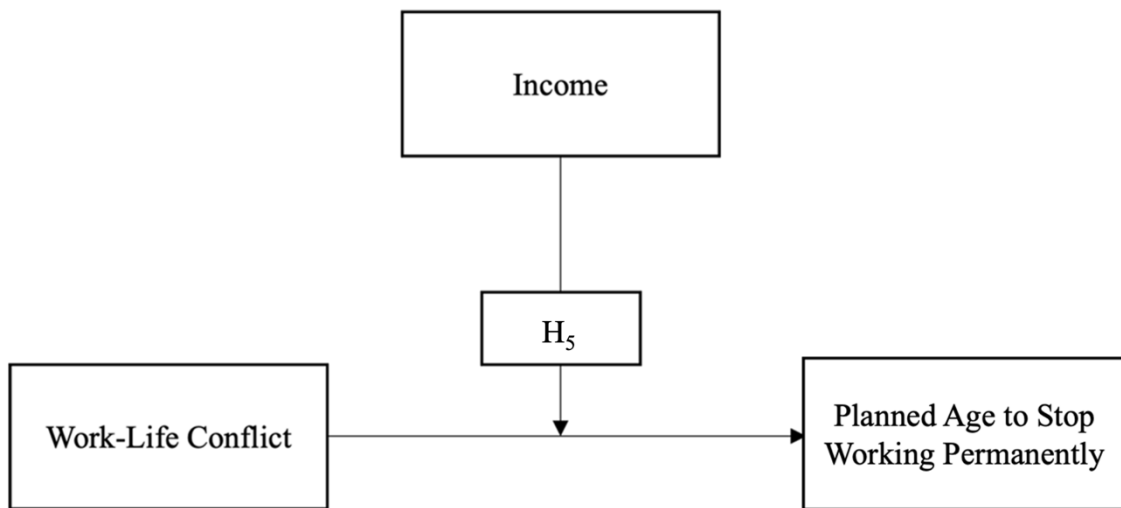 Income
H₅
Work-Life Conflict
Planned Age to Stop
Working Permanently